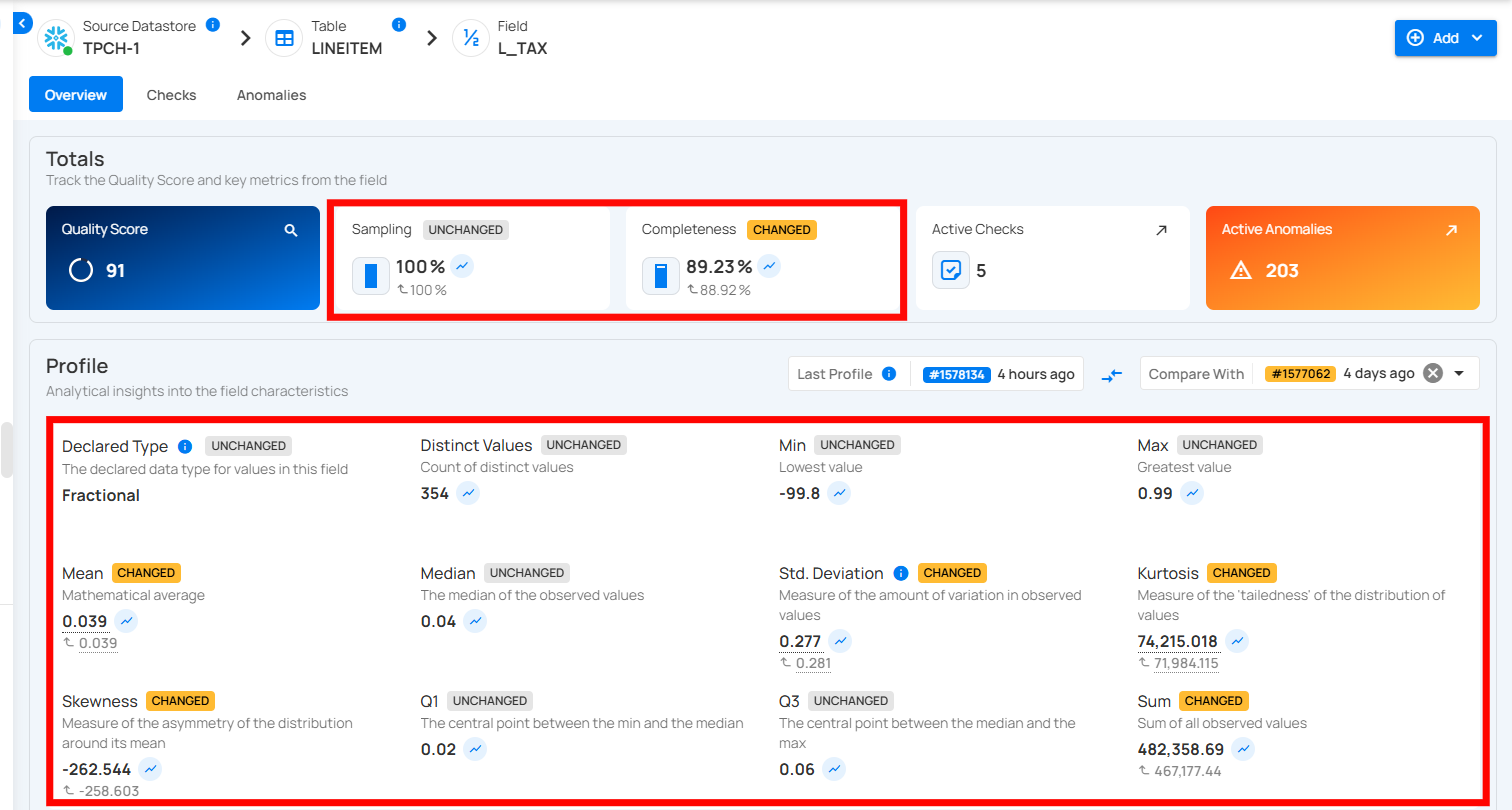 Source Datastore
TPCH-1
Table
LINEITEM
½
Field
L_TAX
Add
Overview
Checks
Anomalies
Totals
Track the Quality Score and key metrics from the field
Quality Score
91
Sampling UNCHANGED
100 %
100 %
Completeness CHANGED
89.23 %
88.92 %
Active Checks
5
Active Anomalies
203
Profile
Analytical insights into the field characteristics
Last Profile #1578134 4 hours ago
Compare With #1577062 4 days ago
Declared Type UNCHANGED
The declared data type for values in this field
Fractional
Distinct Values UNCHANGED
Count of distinct values
354
Min UNCHANGED
Lowest value
-99.8
Max UNCHANGED
Greatest value
0.99
Mean CHANGED
Mathematical average
0.039
0.039
Median UNCHANGED
The median of the observed values
0.04
Std. Deviation CHANGED
Measure of the amount of variation in observed
values
0.277
0.281
Kurtosis CHANGED
Measure of the 'tailedness' of the distribution of
values
74,215.018
71,984.115
Skewness CHANGED
Measure of the asymmetry of the distribution
around its mean
-262.544
-258.603
Q1 UNCHANGED
The central point between the min and the median
0.02
Q3 UNCHANGED
The central point between the median and the
max
0.06
Sum CHANGED
Sum of all observed values
482,358.69
467,177.44